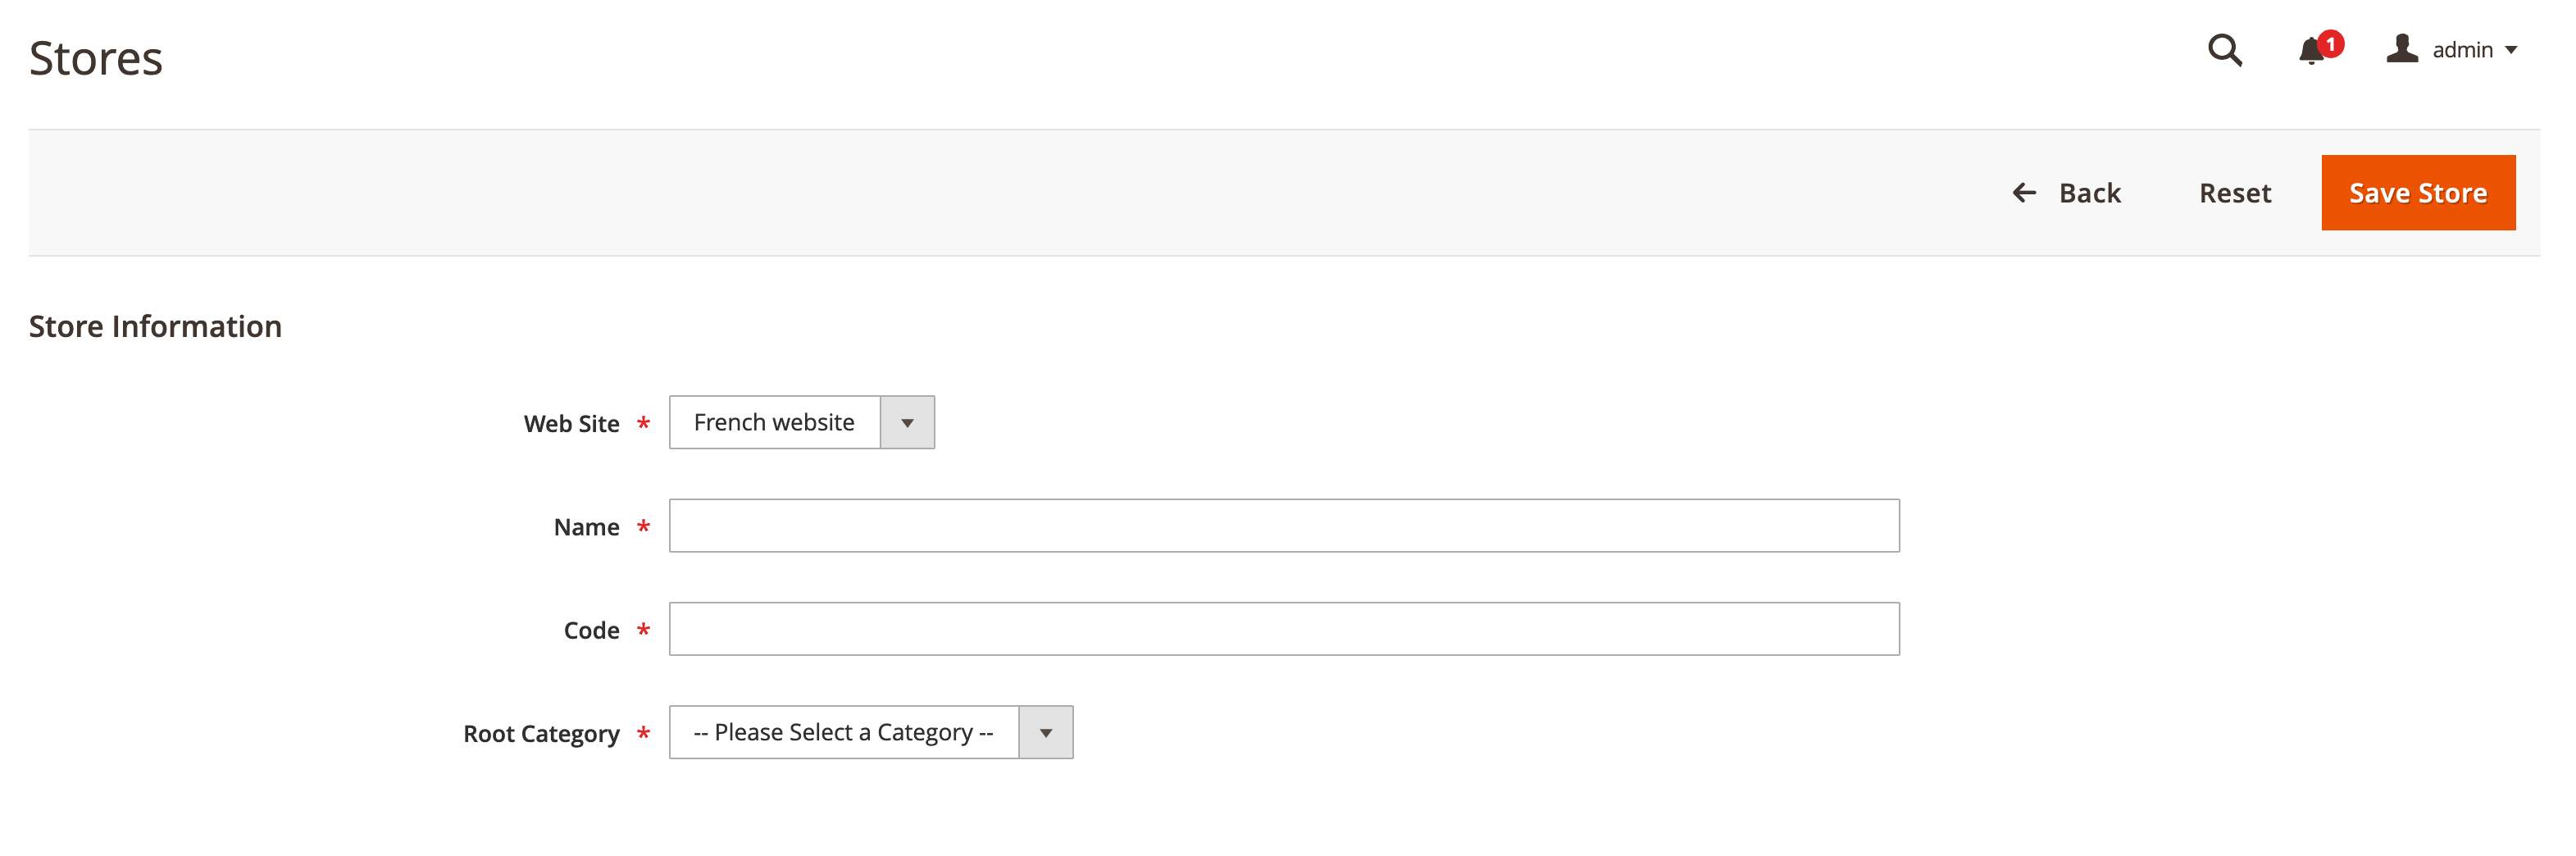 Stores
1
admin
Back
Reset
Save Store
Store Information
Web Site *
French website
Name *
Code *
Root Category *
-- Please Select a Category --